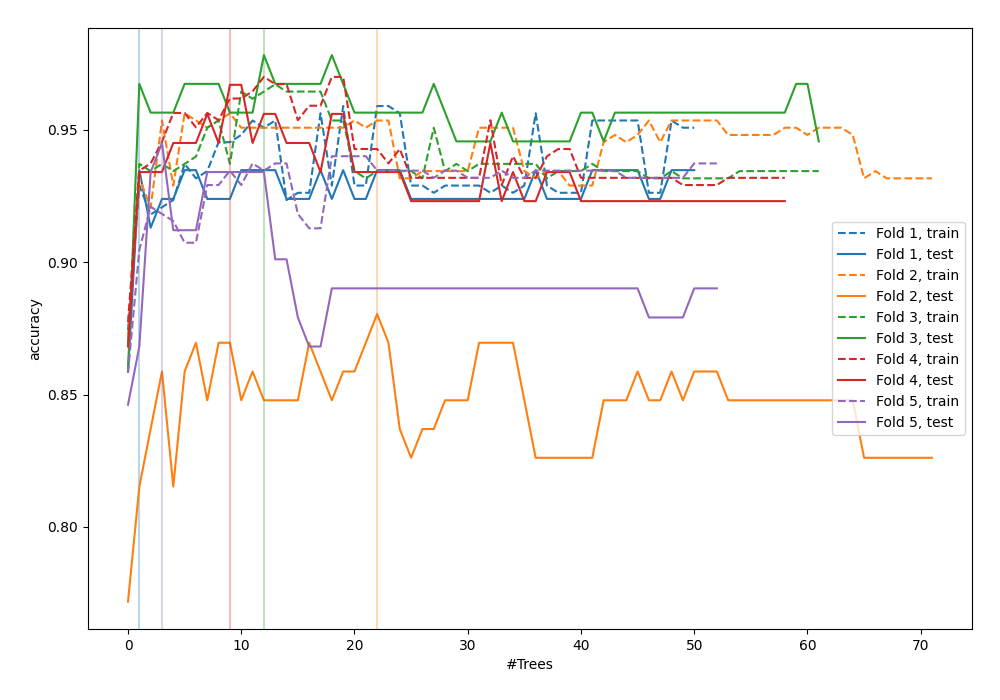 0.95
0.90
0.85
0.80
accuracy
0
10
20
30
40
50
60
70
#Trees
Fold 1, train
Fold 1, test
Fold 2, train
Fold 2, test
Fold 3, train
Fold 3, test
Fold 4, train
Fold 4, test
Fold 5, train
Fold 5, test